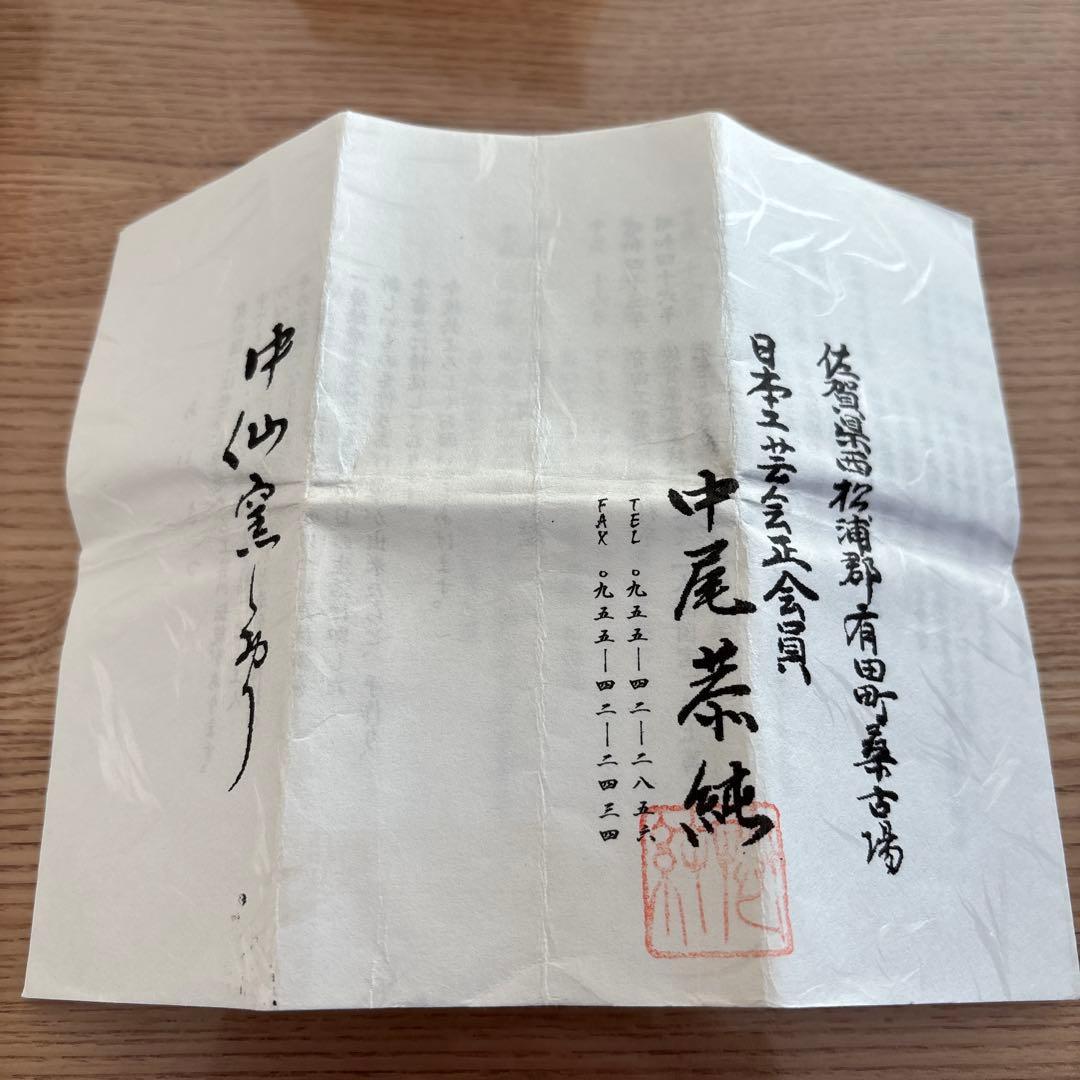 佐賀県西松浦郡有田町桑古場
日本工芸会正会員
中尾恭純
TEL 〇九五五―四二―二八五六
FAX 〇九五五―四二―二四三四
中仙窯しおり